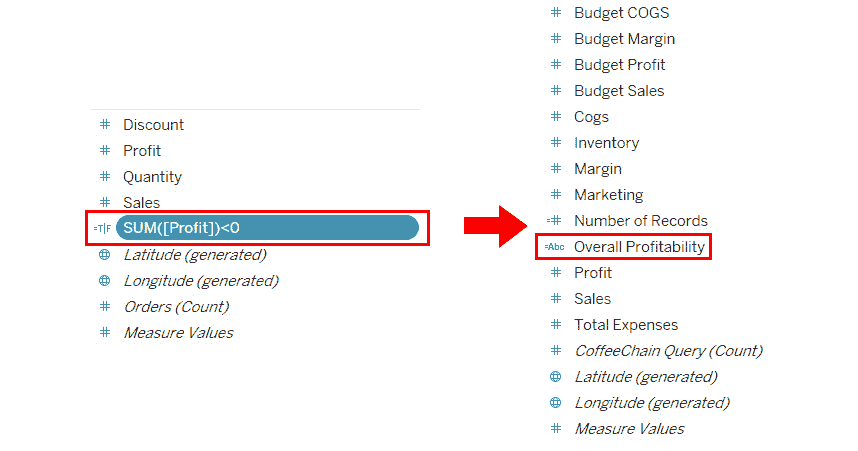 Discount
Profit
Quantity
Sales
=T|F SUM([Profit])<0
Latitude (generated)
Longitude (generated)
# Orders (Count)
# Measure Values
# Budget COGS
# Budget Margin
# Budget Profit
# Budget Sales
# Cogs
# Inventory
# Margin
# Marketing
=# Number of Records
=Abc Overall Profitability
# Profit
# Sales
# Total Expenses
# CoffeeChain Query (Count)
Latitude (generated)
Longitude (generated)
# Measure Values